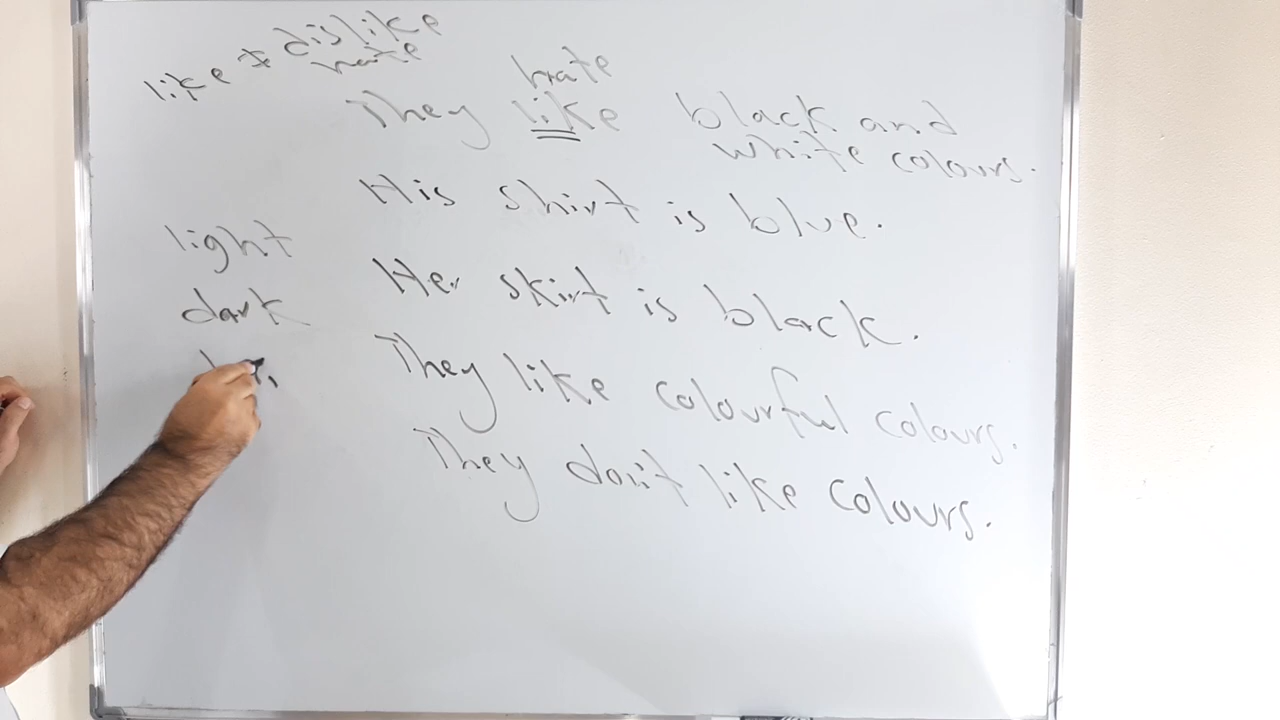 like ≠ dislike
hate
hate
They like black and
white colours.
His shirt is blue.
light
Her skirt is black.
dark
They like colourful colours.
They don't like colours.